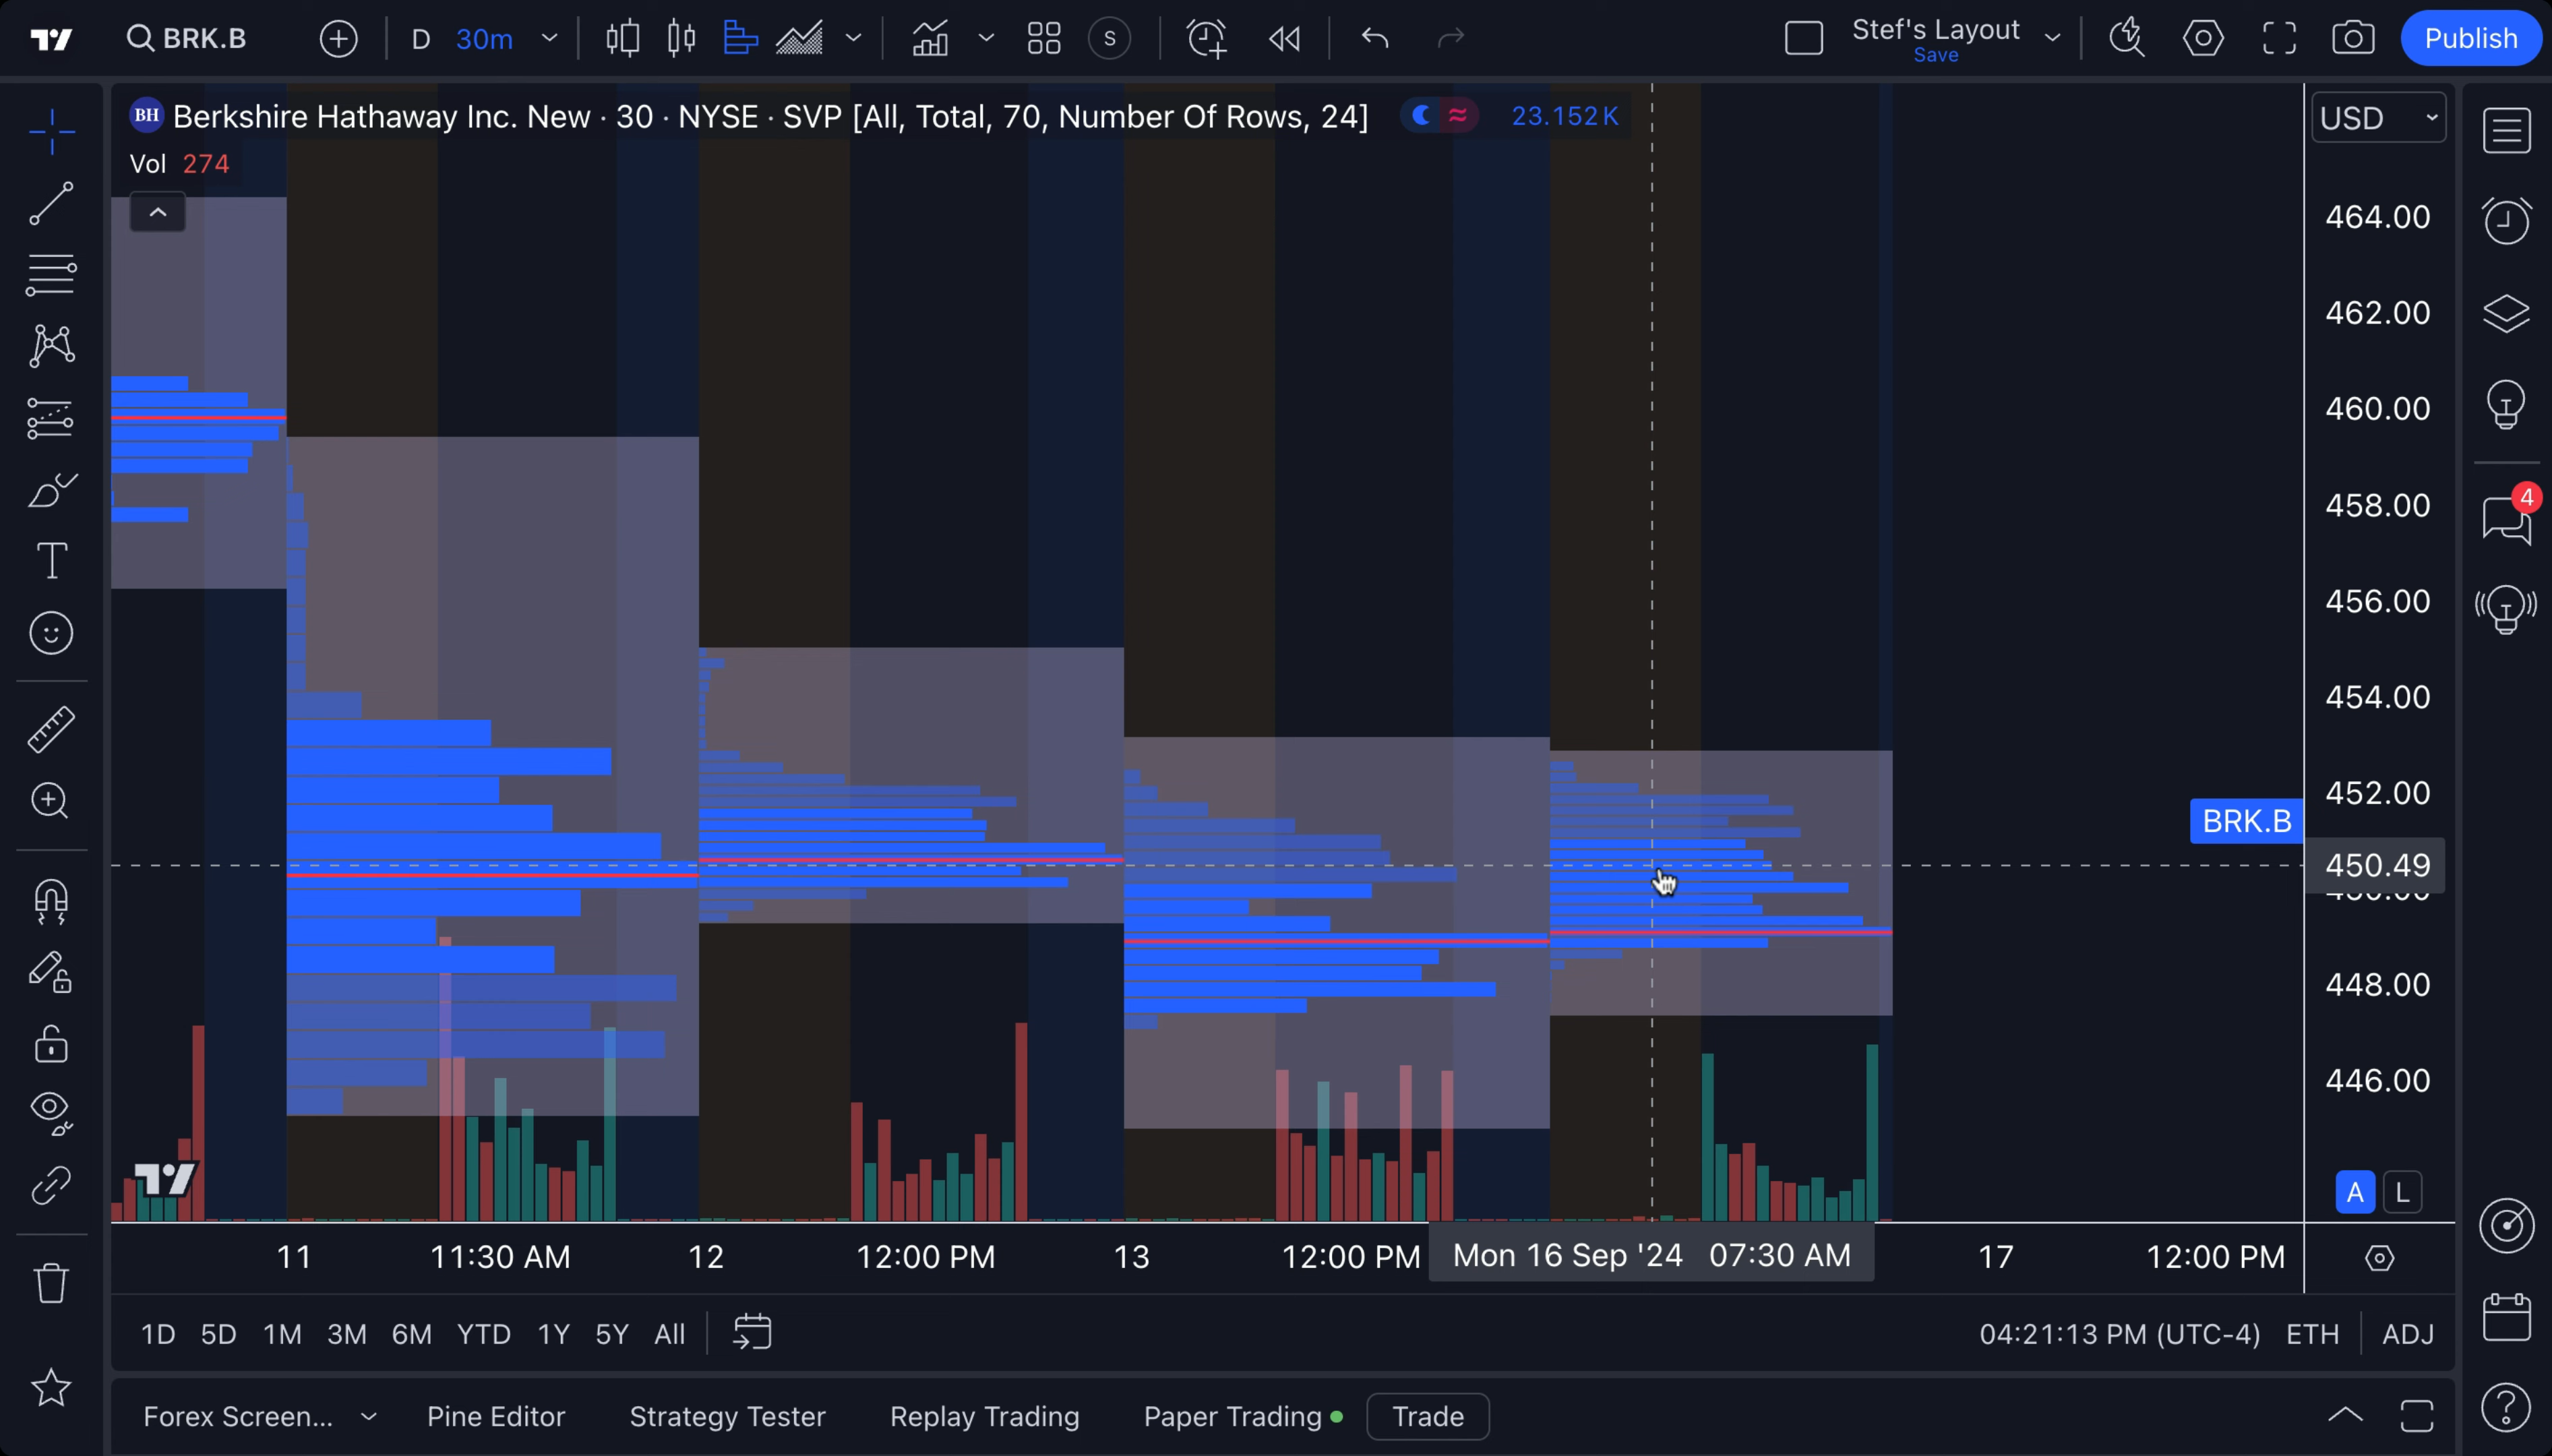 BRK.B
D 30m
S
Stef's Layout
Save
Publish
BH Berkshire Hathaway Inc. New · 30 · NYSE · SVP [All, Total, 70, Number Of Rows, 24] 23.152K
USD
Vol 274
464.00
462.00
460.00
4
458.00
456.00
454.00
452.00
BRK.B
450.49
448.00
446.00
A L
11 11:30 AM 12 12:00 PM 13 12:00 PM Mon 16 Sep '24 07:30 AM 17 12:00 PM
1D 5D 1M 3M 6M YTD 1Y 5Y All
04:21:13 PM (UTC-4) ETH ADJ
Forex Screen... Pine Editor Strategy Tester Replay Trading Paper Trading Trade